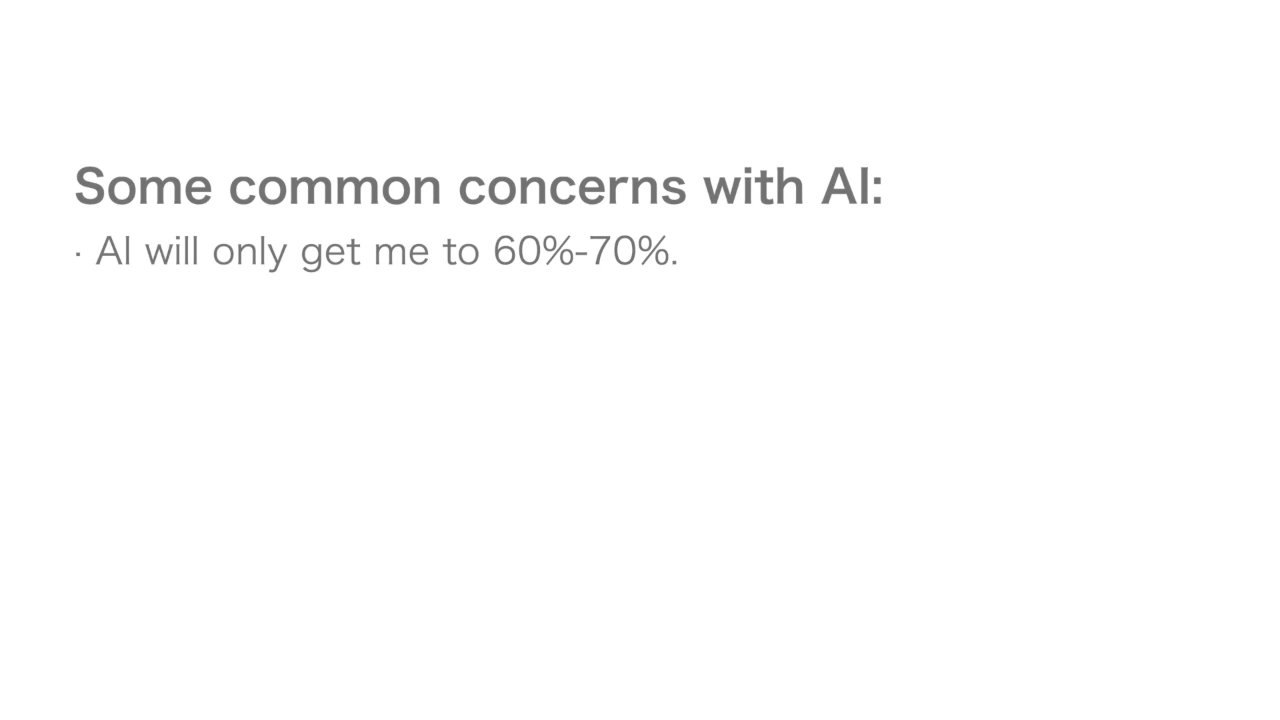 Some common concerns with AI:
· AI will only get me to 60%-70%.